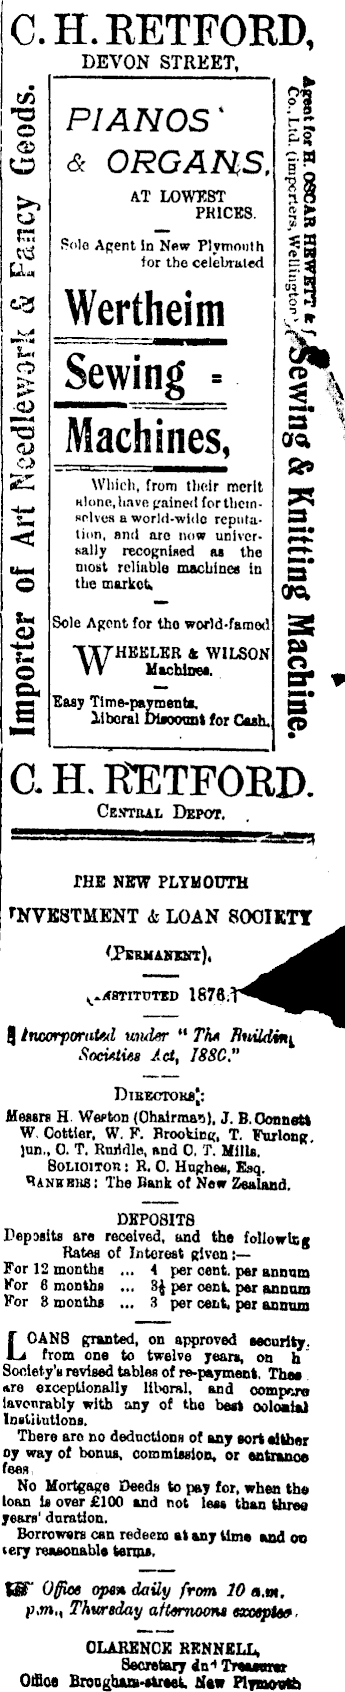 C. H. RETFORD,
DEVON STREET,
Importer of Art Needlework & Fancy Goods.
PIANOS
& ORGANS,
AT LOWEST
PRICES.
Sole Agent in New Plymouth
for the celebrated
Wertheim
Sewing =
Machines,
Which, from their merit
alone, have gained for them-
selves a world-wide reputa-
tion, and are now univer-
sally recognised as the
most reliable machines in
the market.
Sole Agent for the world-famed
WHEELER & WILSON
Machines.
Easy Time-payments.
Liberal Discount for Cash.
Agent for H. OSCAR HEWETT &
Co., Ltd. (importers, Wellington)
Sewing & Knitting Machine.
C. H. RETFORD.
CENTRAL DEPOT.
THE NEW PLYMOUTH
INVESTMENT & LOAN SOCIETY
(PERMANENT),
INSTITUTED 1876.
Incorporated under "The Building
Societies Act, 1880."
DIRECTORS:
Messrs H. Weston (Chairman), J. B. Connett
W. Cottier, W. F. Brooking, T. Furlong,
jun., C. T. Rundle, and C. T. Mills.
SOLICITOR: R. C. Hughes, Esq.
BANKERS: The Bank of New Zealand.
DEPOSITS
Deposits are received, and the following
Rates of Interest given:—
For 12 months ... 4 per cent. per annum
For 6 months ... 3½ per cent. per annum
For 3 months ... 3 per cent. per annum
LOANS granted, on approved security,
from one to twelve years, on h
Society's revised tables of re-payment. Thes
are exceptionally liberal, and compare
favourably with any of the best colonial
Institutions.
There are no deductions of any sort either
by way of bonus, commission, or entrance
fees.
No Mortgage Deeds to pay for, when the
loan is over £100 and not less than three
years' duration.
Borrowers can redeem at any time and on
very reasonable terms.
☞ Office open daily from 10 a.m.
p.m., Thursday afternoons excepted.
CLARENCE RENNELL,
Secretary and Treasurer
Office Brougham-street, New Plymouth